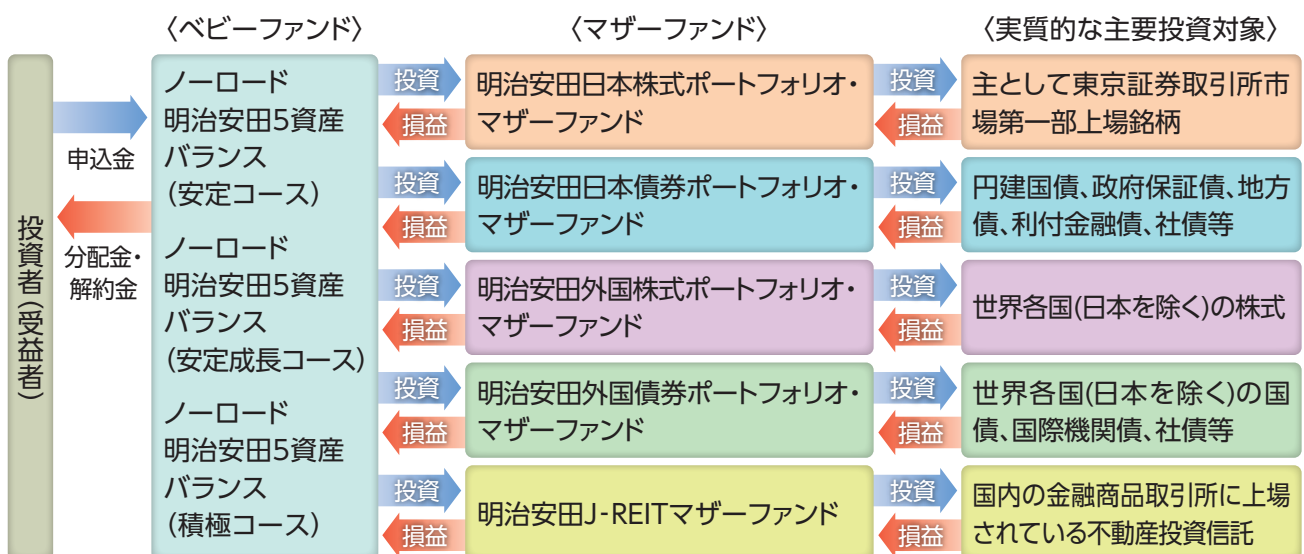 〈ベビーファンド〉
〈マザーファンド〉
〈実質的な主要投資対象〉
投資者(受益者)
申込金
分配金・
解約金
ノーロード
明治安田5資産
バランス
(安定コース)
ノーロード
明治安田5資産
バランス
(安定成長コース)
ノーロード
明治安田5資産
バランス
(積極コース)
投資
損益
明治安田日本株式ポートフォリオ・
マザーファンド
投資
損益
主として東京証券取引所市
場第一部上場銘柄
投資
損益
明治安田日本債券ポートフォリオ・
マザーファンド
投資
損益
円建国債、政府保証債、地方
債、利付金融債、社債等
投資
損益
明治安田外国株式ポートフォリオ・
マザーファンド
投資
損益
世界各国(日本を除く)の株式
投資
損益
明治安田外国債券ポートフォリオ・
マザーファンド
投資
損益
世界各国(日本を除く)の国
債、国際機関債、社債等
投資
損益
明治安田J-REITマザーファンド
投資
損益
国内の金融商品取引所に上場
されている不動産投資信託